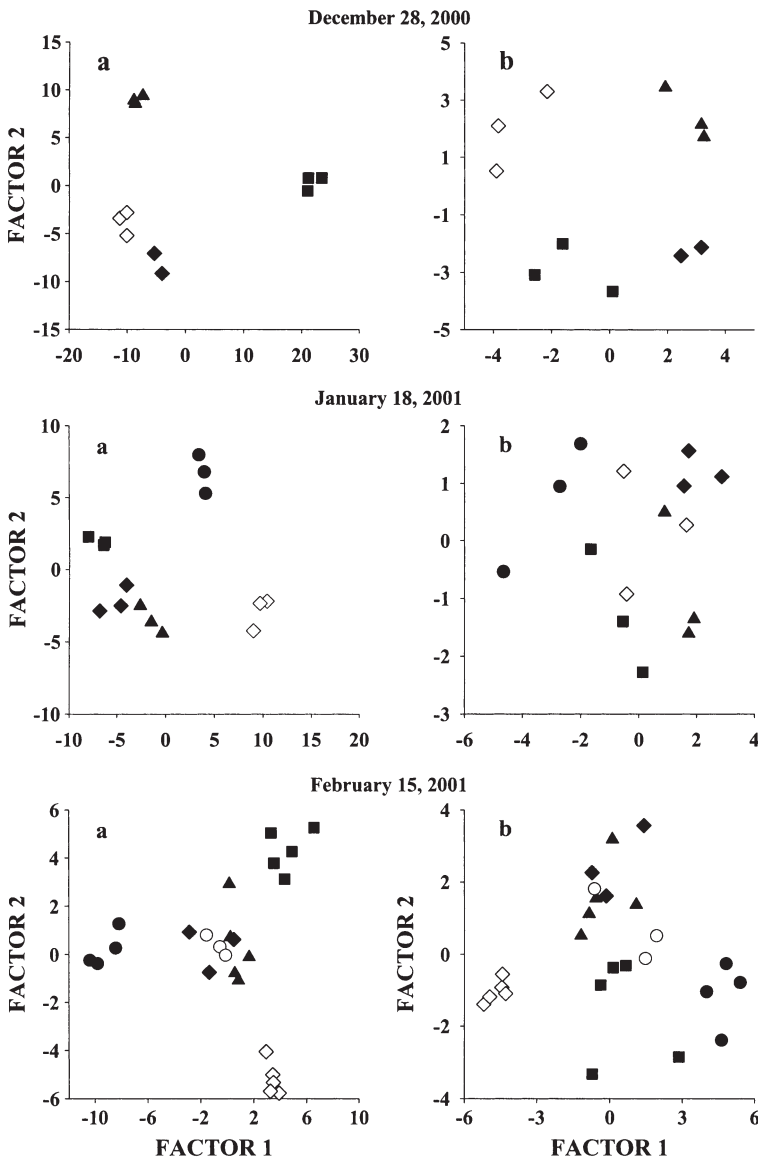 December 28, 2000
a
b
FACTOR 2
15
10
5
0
-5
-10
-15
-20 -10 0 10 20 30
5
3
1
-1
-3
-5
-4 -2 0 2 4
January 18, 2001
a
b
FACTOR 2
10
5
0
-5
-10
-10 -5 0 5 10 15 20
2
1
0
-1
-2
-3
-6 -4 -2 0 2 4
February 15, 2001
a
b
FACTOR 2
6
4
2
0
-2
-4
-6
-10 -6 -2 2 6 10
FACTOR 1
FACTOR 2
4
2
0
-2
-4
-6 -3 0 3 6
FACTOR 1